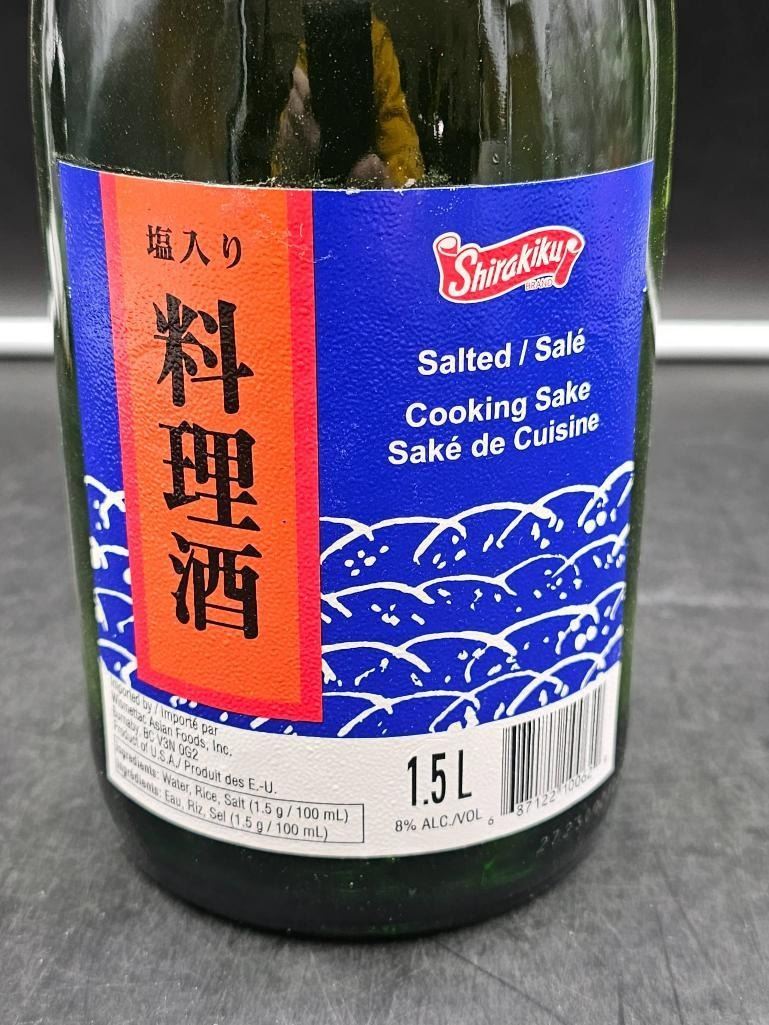 塩入り
料理酒
Shirakiku
BRAND
Salted / Salé
Cooking Sake
Saké de Cuisine
Imported by / Importé par
Wismettac Asian Foods, Inc.
Burnaby, BC V3N 0G2
Product of U.S.A./ Produit des E.-U.
Ingredients: Water, Rice, Salt (1.5 g / 100 mL)
Ingrédients: Eau, Riz, Sel (1.5 g / 100 mL)
1.5 L
8% ALC./VOL
6 87122